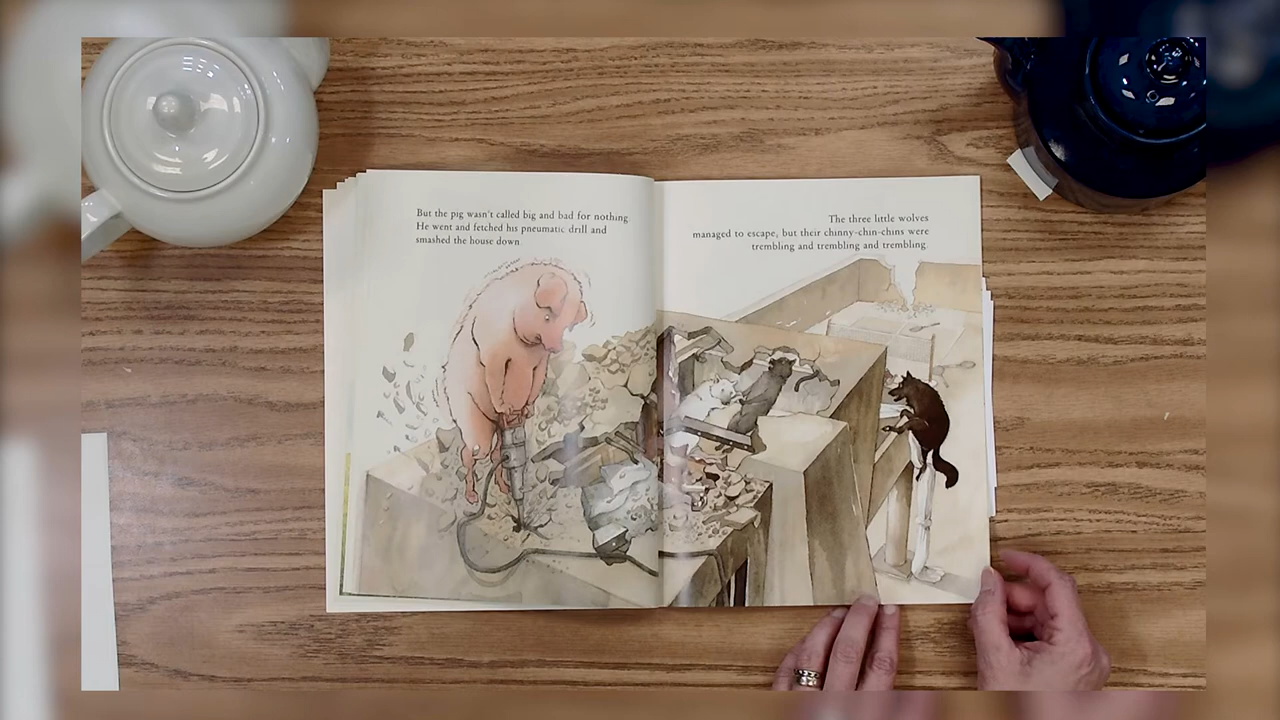 But the pig wasn't called big and bad for nothing.
He went and fetched his pneumatic drill and
smashed the house down.
The three little wolves
managed to escape, but their chinny-chin-chins were
trembling and trembling and trembling.